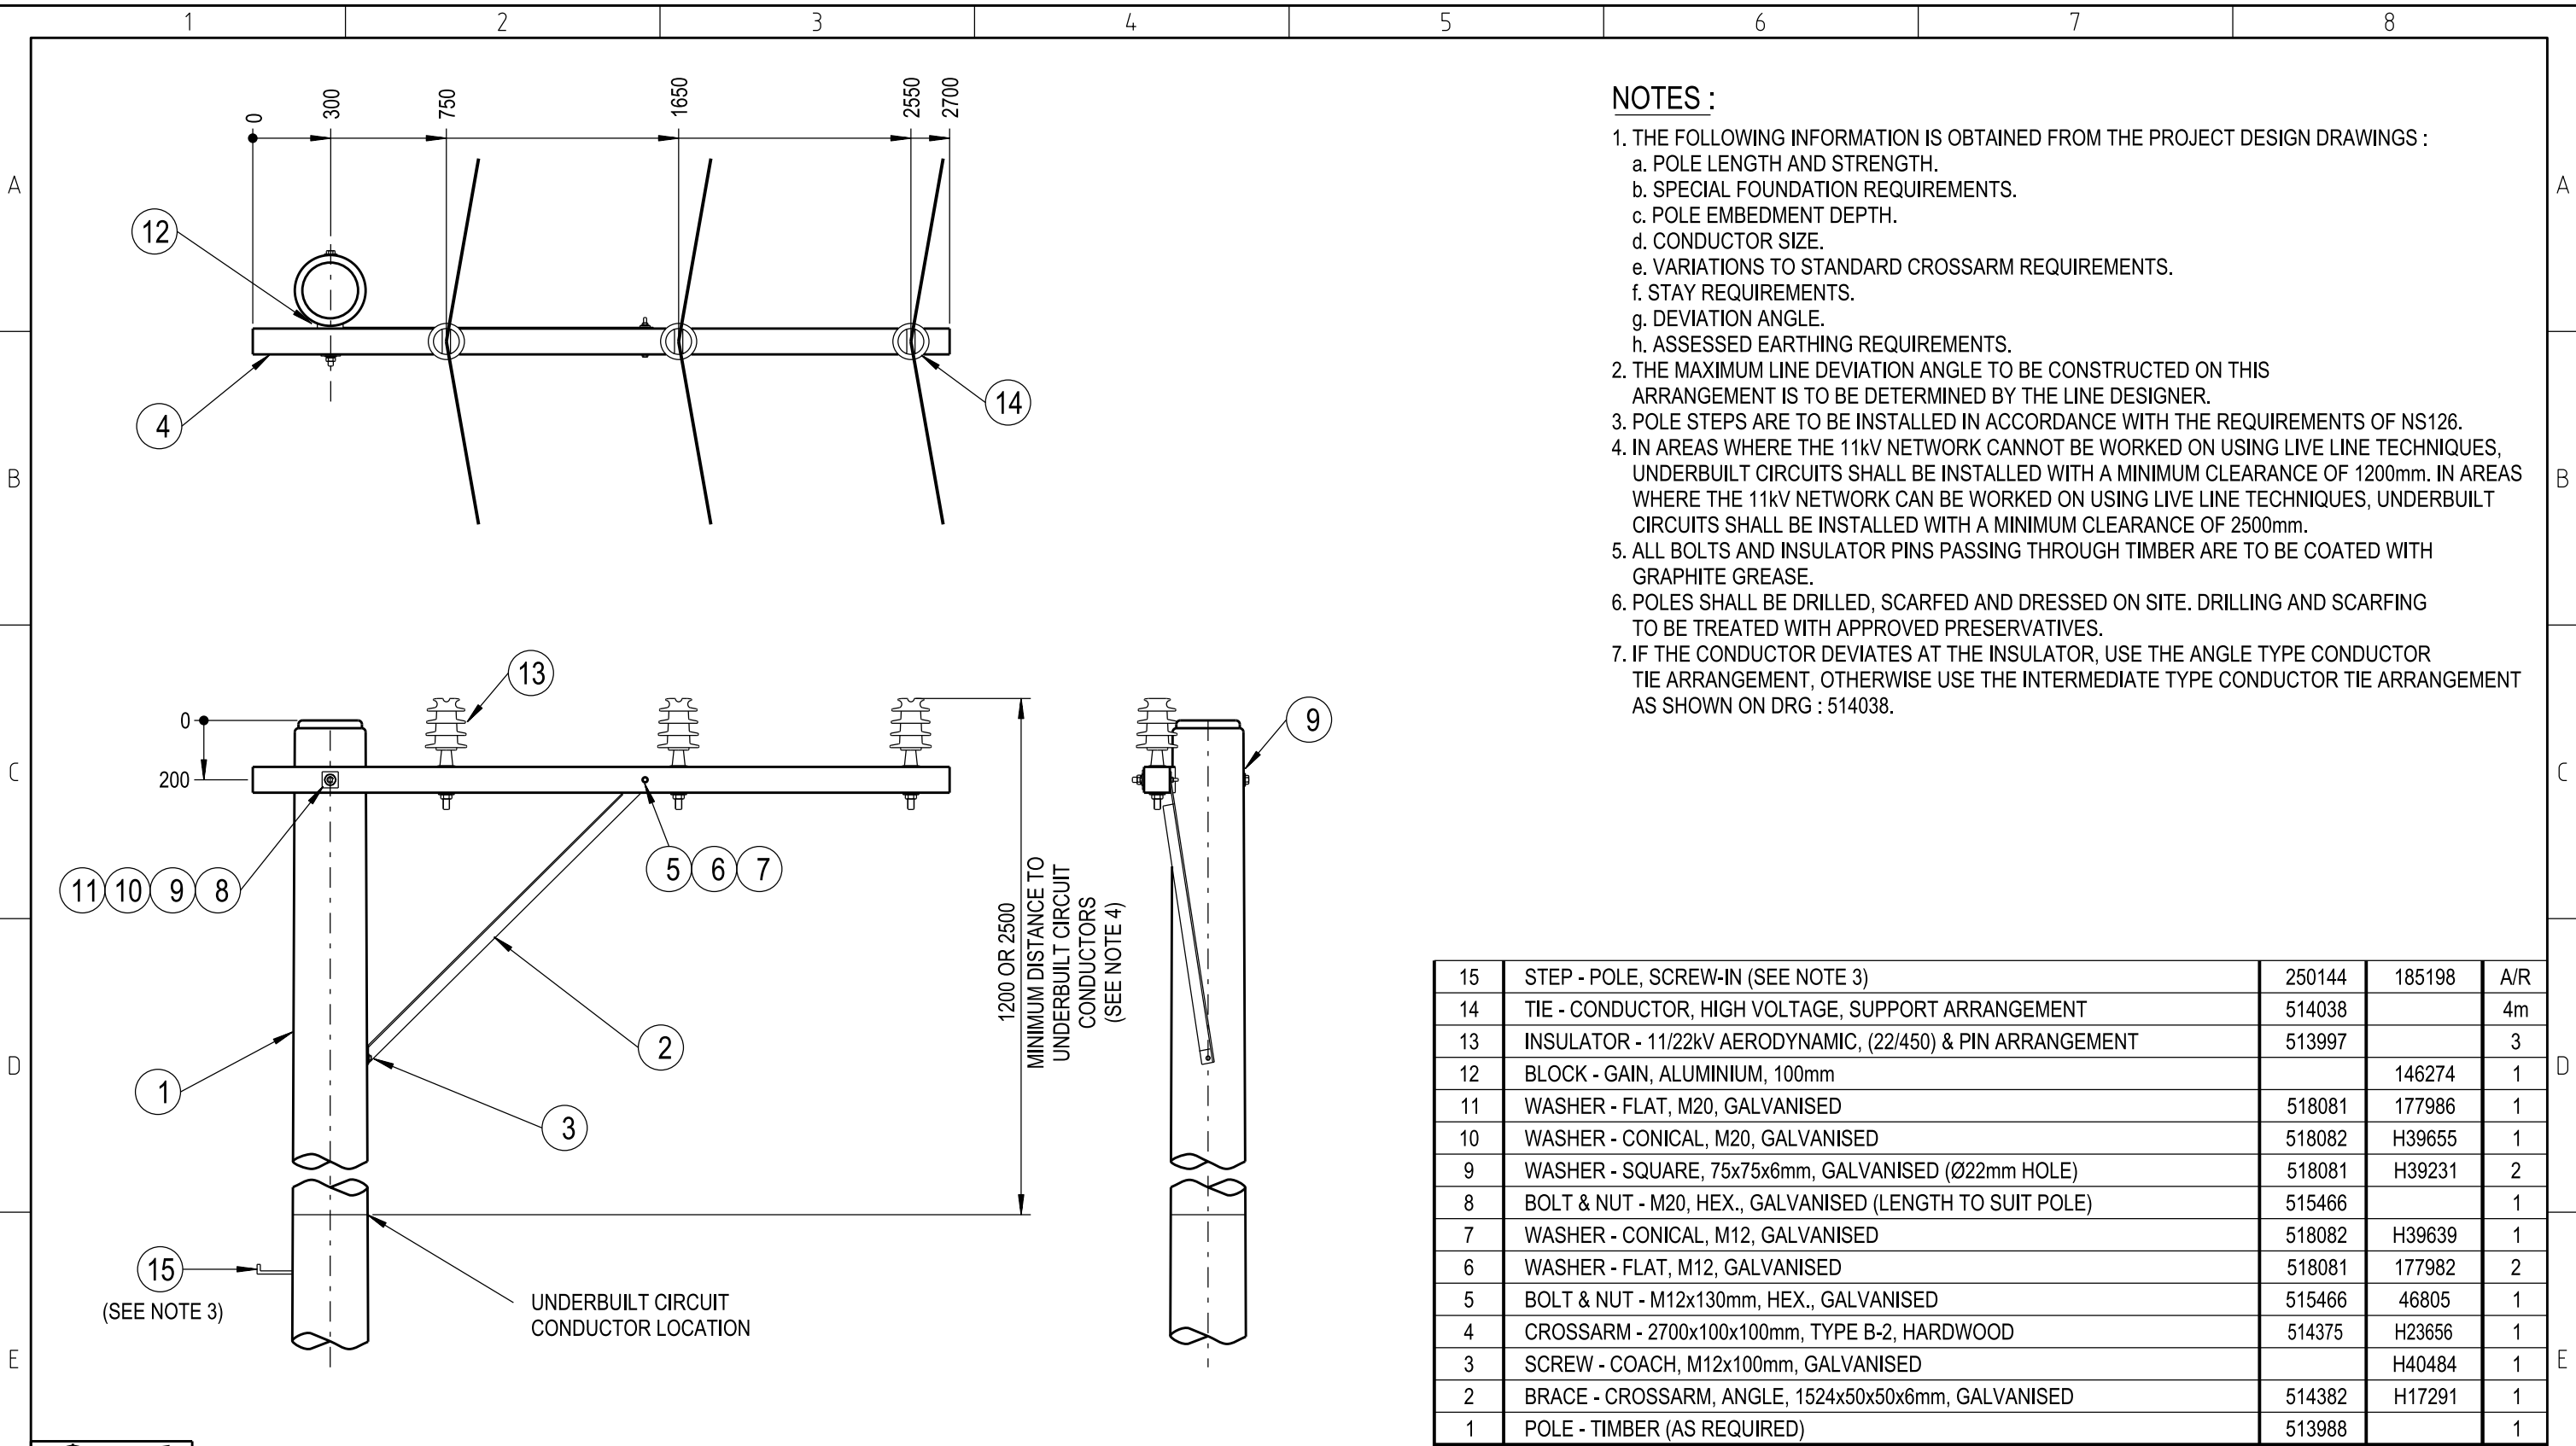 1 2 3 4 5 6 7 8
A A
B B
C C
D D
E E
0 300 750 1650 2550 2700
12
4
14
NOTES :
1. THE FOLLOWING INFORMATION IS OBTAINED FROM THE PROJECT DESIGN DRAWINGS :
a. POLE LENGTH AND STRENGTH.
b. SPECIAL FOUNDATION REQUIREMENTS.
c. POLE EMBEDMENT DEPTH.
d. CONDUCTOR SIZE.
e. VARIATIONS TO STANDARD CROSSARM REQUIREMENTS.
f. STAY REQUIREMENTS.
g. DEVIATION ANGLE.
h. ASSESSED EARTHING REQUIREMENTS.
2. THE MAXIMUM LINE DEVIATION ANGLE TO BE CONSTRUCTED ON THIS
ARRANGEMENT IS TO BE DETERMINED BY THE LINE DESIGNER.
3. POLE STEPS ARE TO BE INSTALLED IN ACCORDANCE WITH THE REQUIREMENTS OF NS126.
4. IN AREAS WHERE THE 11kV NETWORK CANNOT BE WORKED ON USING LIVE LINE TECHNIQUES,
UNDERBUILT CIRCUITS SHALL BE INSTALLED WITH A MINIMUM CLEARANCE OF 1200mm. IN AREAS
WHERE THE 11kV NETWORK CAN BE WORKED ON USING LIVE LINE TECHNIQUES, UNDERBUILT
CIRCUITS SHALL BE INSTALLED WITH A MINIMUM CLEARANCE OF 2500mm.
5. ALL BOLTS AND INSULATOR PINS PASSING THROUGH TIMBER ARE TO BE COATED WITH
GRAPHITE GREASE.
6. POLES SHALL BE DRILLED, SCARFED AND DRESSED ON SITE. DRILLING AND SCARFING
TO BE TREATED WITH APPROVED PRESERVATIVES.
7. IF THE CONDUCTOR DEVIATES AT THE INSULATOR, USE THE ANGLE TYPE CONDUCTOR
TIE ARRANGEMENT, OTHERWISE USE THE INTERMEDIATE TYPE CONDUCTOR TIE ARRANGEMENT
AS SHOWN ON DRG : 514038.
13
0
200
9
11 10 9 8
5 6 7
1200 OR 2500
MINIMUM DISTANCE TO
UNDERBUILT CIRCUIT
CONDUCTORS
(SEE NOTE 4)
2
1
3
15
(SEE NOTE 3)
UNDERBUILT CIRCUIT
CONDUCTOR LOCATION
15 STEP - POLE, SCREW-IN (SEE NOTE 3) 250144 185198 A/R
14 TIE - CONDUCTOR, HIGH VOLTAGE, SUPPORT ARRANGEMENT 514038 4m
13 INSULATOR - 11/22kV AERODYNAMIC, (22/450) & PIN ARRANGEMENT 513997 3
12 BLOCK - GAIN, ALUMINIUM, 100mm 146274 1
11 WASHER - FLAT, M20, GALVANISED 518081 177986 1
10 WASHER - CONICAL, M20, GALVANISED 518082 H39655 1
9 WASHER - SQUARE, 75x75x6mm, GALVANISED (Ø22mm HOLE) 518081 H39231 2
8 BOLT & NUT - M20, HEX., GALVANISED (LENGTH TO SUIT POLE) 515466 1
7 WASHER - CONICAL, M12, GALVANISED 518082 H39639 1
6 WASHER - FLAT, M12, GALVANISED 518081 177982 2
5 BOLT & NUT - M12x130mm, HEX., GALVANISED 515466 46805 1
4 CROSSARM - 2700x100x100mm, TYPE B-2, HARDWOOD 514375 H23656 1
3 SCREW - COACH, M12x100mm, GALVANISED H40484 1
2 BRACE - CROSSARM, ANGLE, 1524x50x50x6mm, GALVANISED 514382 H17291 1
1 POLE - TIMBER (AS REQUIRED) 513988 1